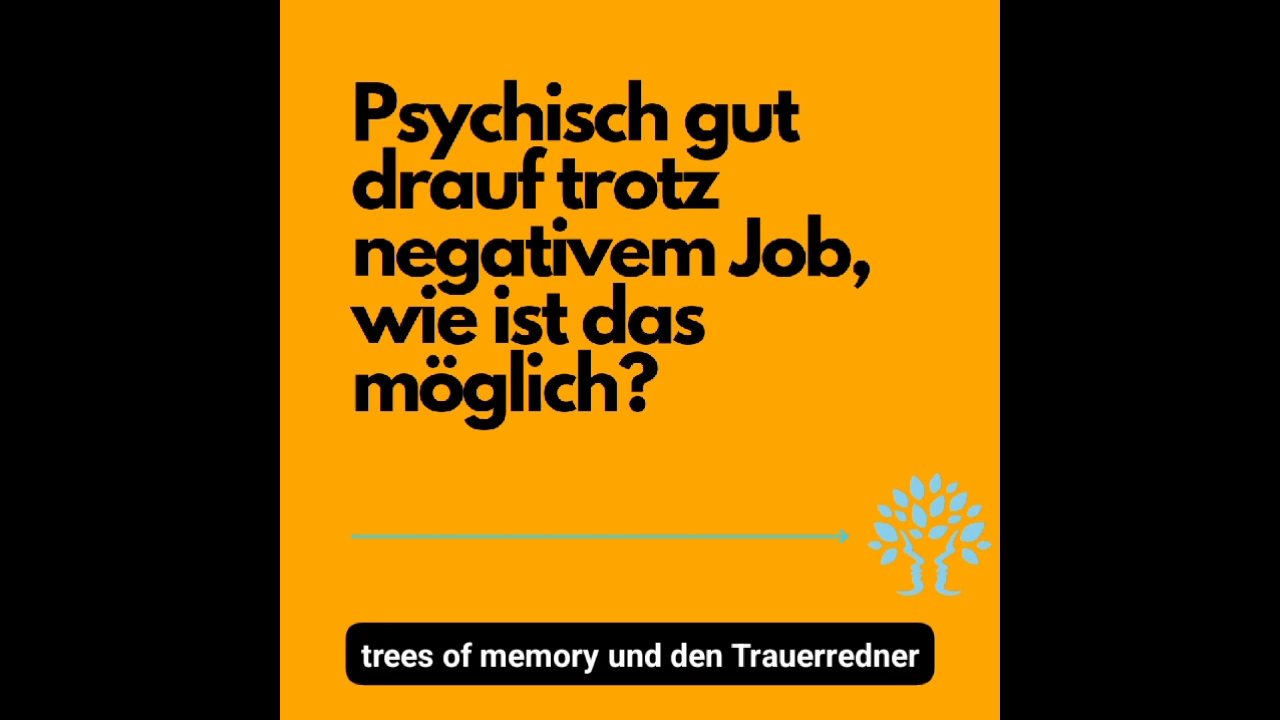 Psychisch gut
drauf trotz
negativem Job,
wie ist das
möglich?
trees of memory und den Trauerredner